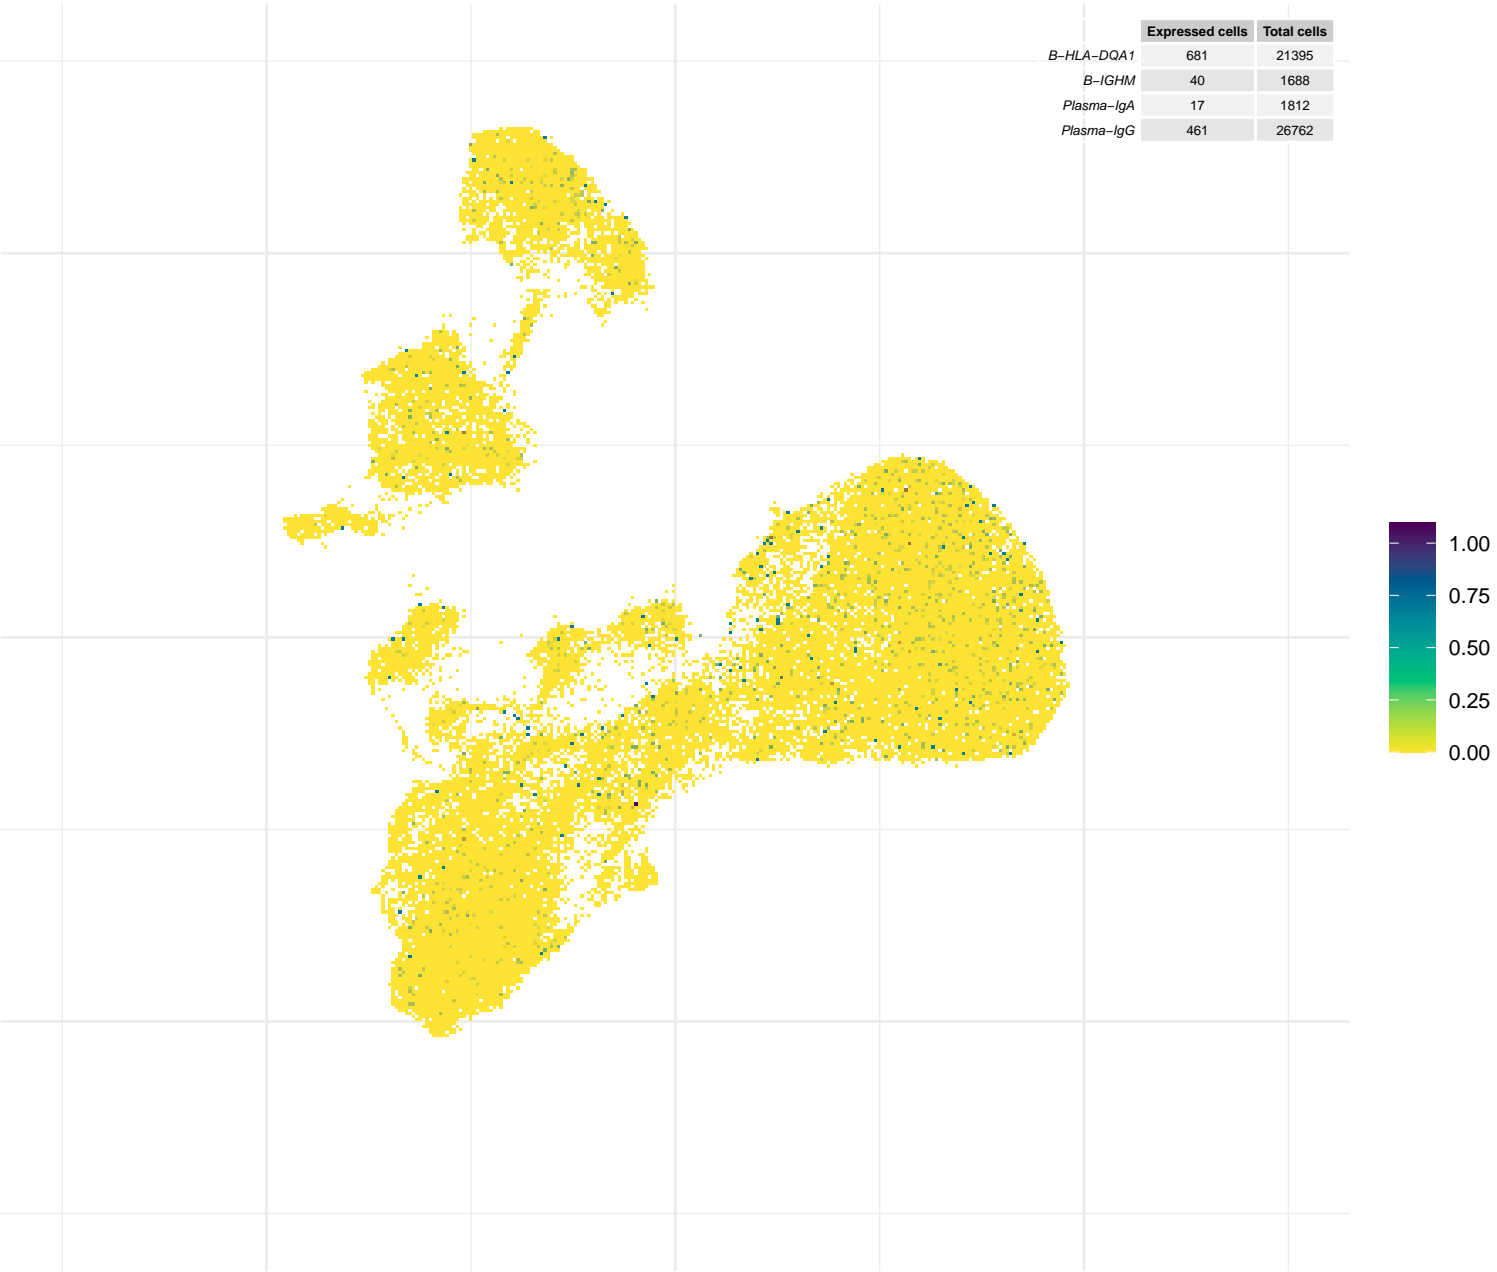 Expressed cells Total cells
B−HLA−DQA1 681 21395
B−IGHM 40 1688
Plasma−IgA 17 1812
Plasma−IgG 461 26762
1.00
0.75
0.50
0.25
0.00